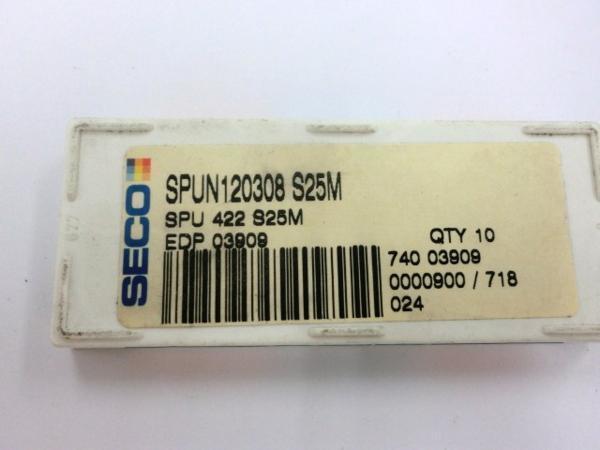 SECO
SPUN120308 S25M
SPU 422 S25M
EDP 03909
QTY 10
740 03909
0000900 / 718
024